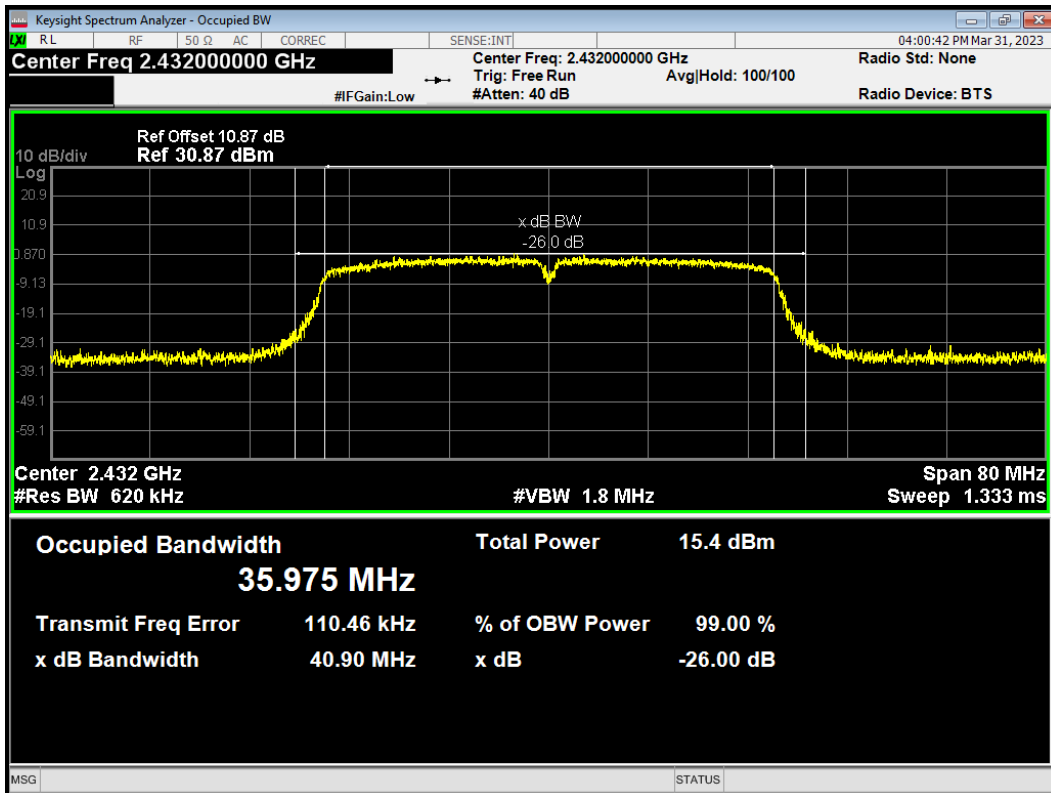 Keysight Spectrum Analyzer - Occupied BW
LXI RL RF 50 Ω AC CORREC SENSE:INT 04:00:42 PM Mar 31, 2023
Center Freq 2.432000000 GHz
Center Freq: 2.432000000 GHz
Radio Std: None
Trig: Free Run Avg|Hold: 100/100
#IFGain:Low
#Atten: 40 dB
Radio Device: BTS
Ref Offset 10.87 dB
10 dB/div Ref 30.87 dBm
Log
20.9
10.9
0.870
-9.13
-19.1
-29.1
-39.1
-49.1
-59.1
x dB BW
-26.0 dB
Center 2.432 GHz Span 80 MHz
#Res BW 620 kHz #VBW 1.8 MHz Sweep 1.333 ms
Occupied Bandwidth Total Power 15.4 dBm
35.975 MHz
Transmit Freq Error 110.46 kHz % of OBW Power 99.00 %
x dB Bandwidth 40.90 MHz x dB -26.00 dB
MSG STATUS